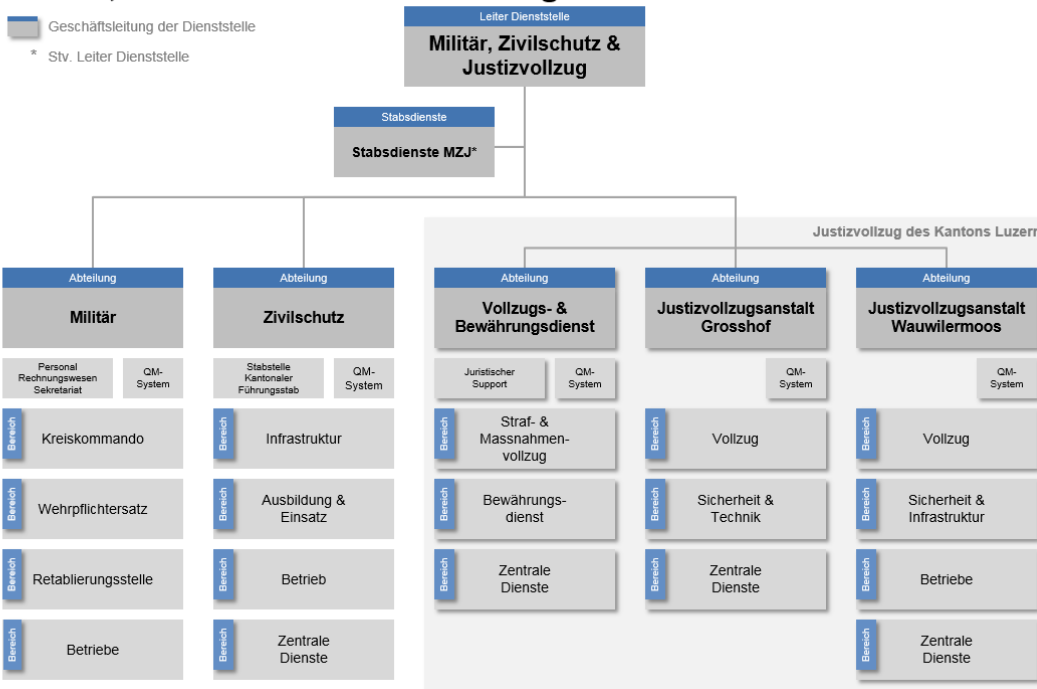 Geschäftsleitung der Dienststelle
* Stv. Leiter Dienststelle
Leiter Dienststelle
Militär, Zivilschutz &
Justizvollzug
Stabsdienste
Stabsdienste MZJ*
Justizvollzug des Kantons Luzern
Abteilung
Militär
Personal
Rechnungswesen
Sekretariat
QM-
System
Bereich
Kreiskommando
Bereich
Wehrpflichtersatz
Bereich
Retablierungsstelle
Bereich
Betriebe
Abteilung
Zivilschutz
Stabstelle
Kantonaler
Führungsstab
QM-
System
Bereich
Infrastruktur
Bereich
Ausbildung &
Einsatz
Bereich
Betrieb
Bereich
Zentrale
Dienste
Abteilung
Vollzugs- &
Bewährungsdienst
Juristischer
Support
QM-
System
Bereich
Straf- &
Massnahmen-
vollzug
Bereich
Bewährungs-
dienst
Bereich
Zentrale
Dienste
Abteilung
Justizvollzugsanstalt
Grosshof
QM-
System
Bereich
Vollzug
Bereich
Sicherheit &
Technik
Bereich
Zentrale
Dienste
Abteilung
Justizvollzugsanstalt
Wauwilermoos
QM-
System
Bereich
Vollzug
Bereich
Sicherheit &
Infrastruktur
Bereich
Betriebe
Bereich
Zentrale
Dienste